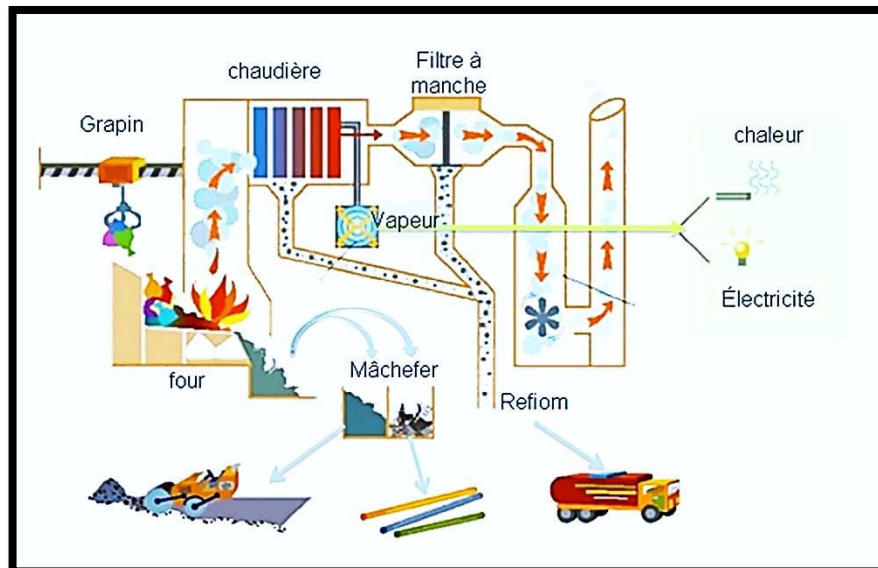 Filtre à
manche
chaudière
Grapin
chaleur
Vapeur
Électricité
Mâchefer
four
Refiom